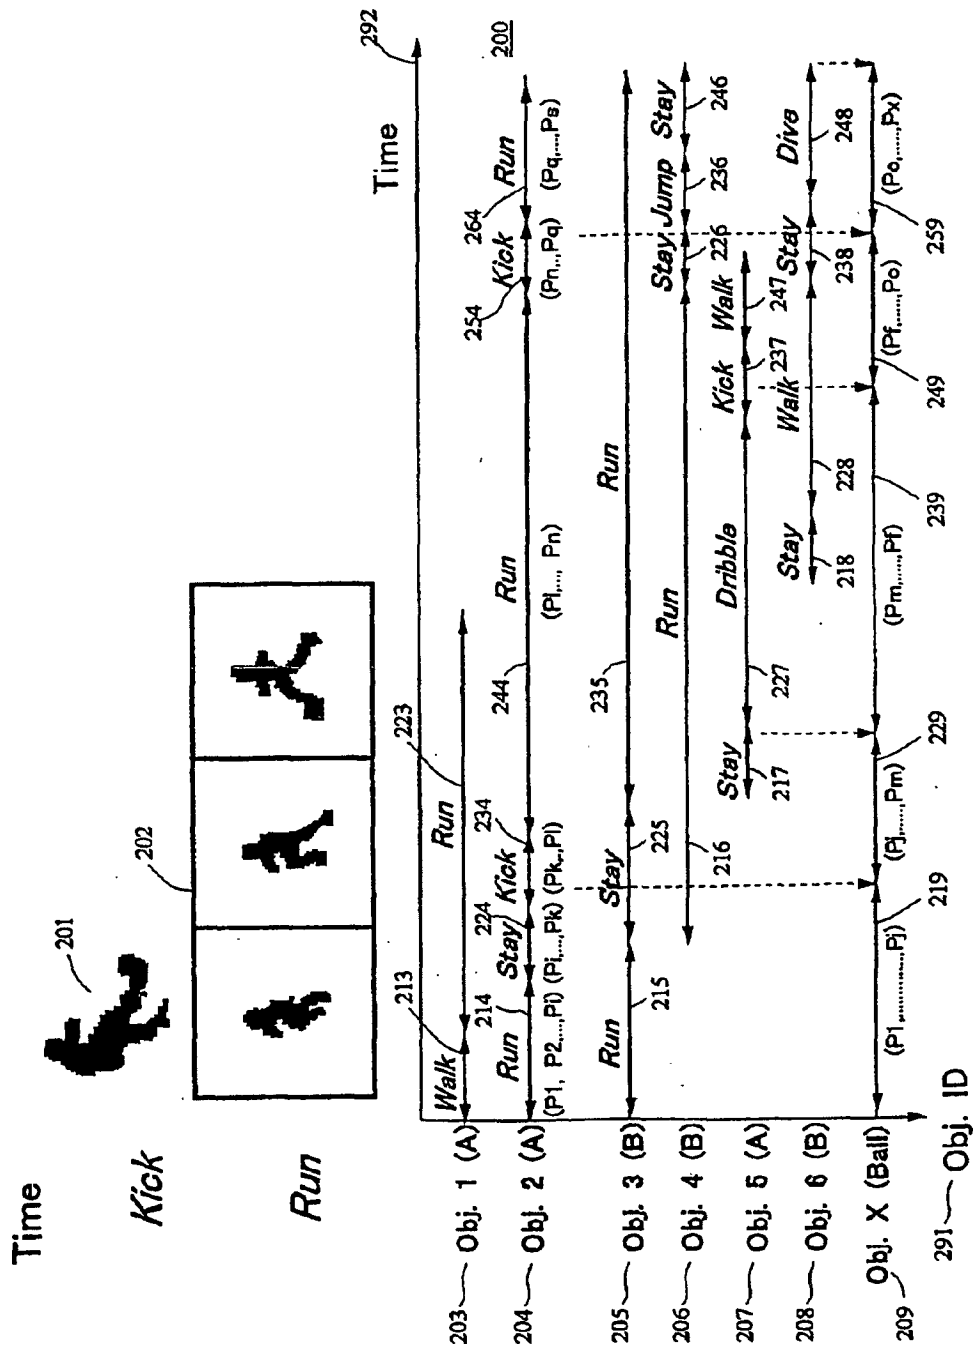 Time
Kick
201
202
Run
Time
292
200
203 Obj. 1 (A) Walk 213 Run 223
204 Obj. 2 (A) Run 214 Stay 224 Kick 234 Run 244 Kick 254 Run 264
(P1, P2,....,Pi) (Pi,...,Pk) (Pk..,Pl) (Pl,...., Pn) (Pn..,Pq) (Pq,....,Ps)
205 Obj. 3 (B) Run 215 Stay 225 Run 235
206 Obj. 4 (B) Run 216 Stay 226 Jump 236 Stay 246
207 Obj. 5 (A) Stay 217 Dribble 227 Kick 237 Walk 247
208 Obj. 6 (B) Stay 218 Walk 228 Stay 238 Dive 248
209 Obj. X (Ball) 219 229 239 249 259
(P1,..............,Pj) (Pj,.......,Pm) (Pm,......,Pf) (Pf,......,Po) (Po,......,Px)
291 Obj. ID